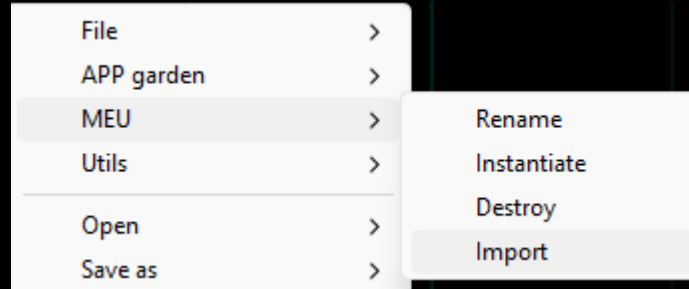 File
APP garden
MEU
Utils
Open
Save as
Rename
Instantiate
Destroy
Import